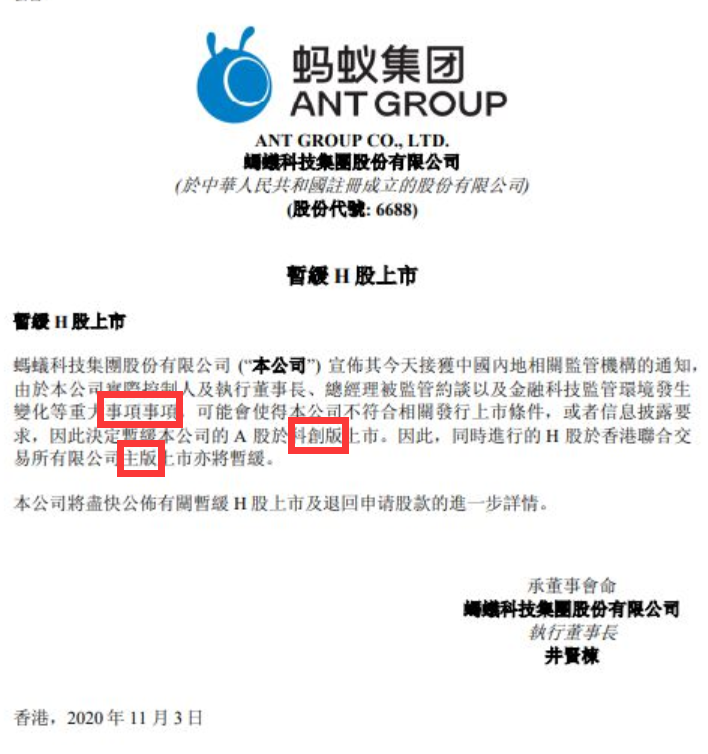 蚂蚁集团
ANT GROUP
ANT GROUP CO., LTD.
螞蟻科技集團股份有限公司
(於中華人民共和國註冊成立的股份有限公司)
(股份代號: 6688)
暫緩 H 股上市
暫緩 H 股上市
螞蟻科技集團股份有限公司 (“本公司”) 宣佈其今天接獲中國內地相關監管機構的通知,
由於本公司實際控制人及執行董事長、總經理被監管約談以及金融科技監管環境發生
變化等重大事項事項,可能會使得本公司不符合相關發行上市條件,或者信息披露要
求,因此決定暫緩本公司的 A 股於科創版上市。因此,同時進行的 H 股於香港聯合交
易所有限公司主版上市亦將暫緩。
本公司將盡快公佈有關暫緩 H 股上市及退回申请股款的進一步詳情。
承董事會命
螞蟻科技集團股份有限公司
執行董事長
井賢棟
香港,2020 年 11 月 3 日